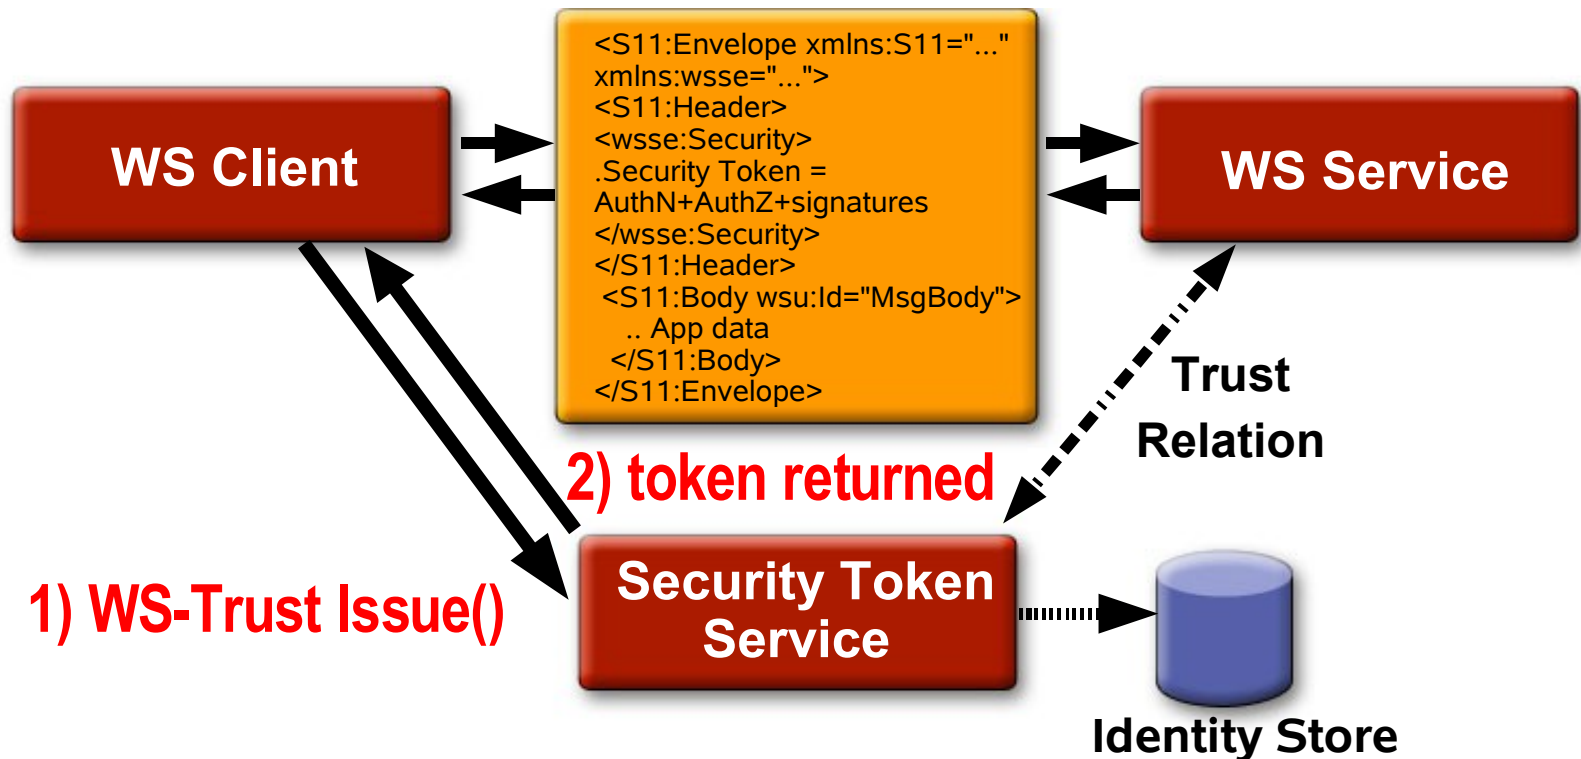 <S11:Envelope xmlns:S11="..."
xmlns:wsse="...">
<S11:Header>
<wsse:Security>
.Security Token =
AuthN+AuthZ+signatures
</wsse:Security>
</S11:Header>
<S11:Body wsu:Id="MsgBody">
.. App data
</S11:Body>
</S11:Envelope>
WS Client
WS Service
Trust
Relation
2) token returned
1) WS-Trust Issue()
Security Token
Service
Identity Store